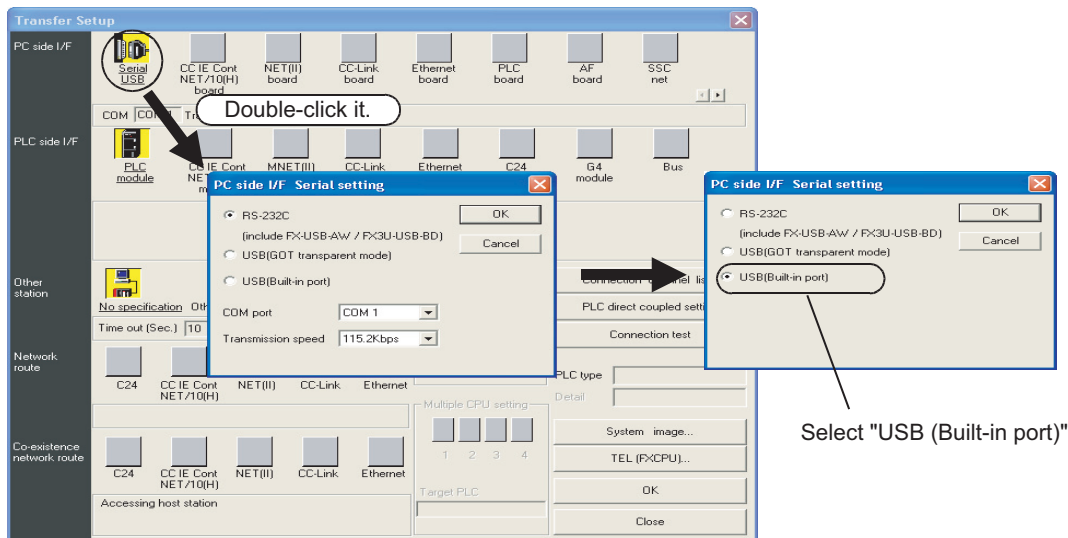 Transfer Setup
PC side I/F
Serial
USB
CC IE Cont
NET/10(H)
board
NET(II)
board
CC-Link
board
Ethernet
board
PLC
board
AF
board
SSC
net
COM
Double-click it.
PLC side I/F
PLC
module
CC IE Cont
MNET(II)
CC-Link
Ethernet
C24
G4
module
Bus
PC side I/F Serial setting
RS-232C
(include FX-USB-AW / FX3U-USB-BD)
USB(GOT transparent mode)
USB(Built-in port)
COM port
COM 1
Transmission speed
115.2Kbps
OK
Cancel
PC side I/F Serial setting
RS-232C
(include FX-USB-AW / FX3U-USB-BD)
USB(GOT transparent mode)
USB(Built-in port)
OK
Cancel
Select "USB (Built-in port)"
Other
station
No specification
Time out (Sec.)
10
PLC direct coupled
Connection test
PLC type
Detail
Network
route
C24
CC IE Cont
NET/10(H)
NET(II)
CC-Link
Ethernet
Multiple CPU setting
1 2 3 4
Target PLC
System image...
TEL (FXCPU)...
OK
Close
Co-existence
network route
C24
CC IE Cont
NET/10(H)
NET(II)
CC-Link
Ethernet
Accessing host station